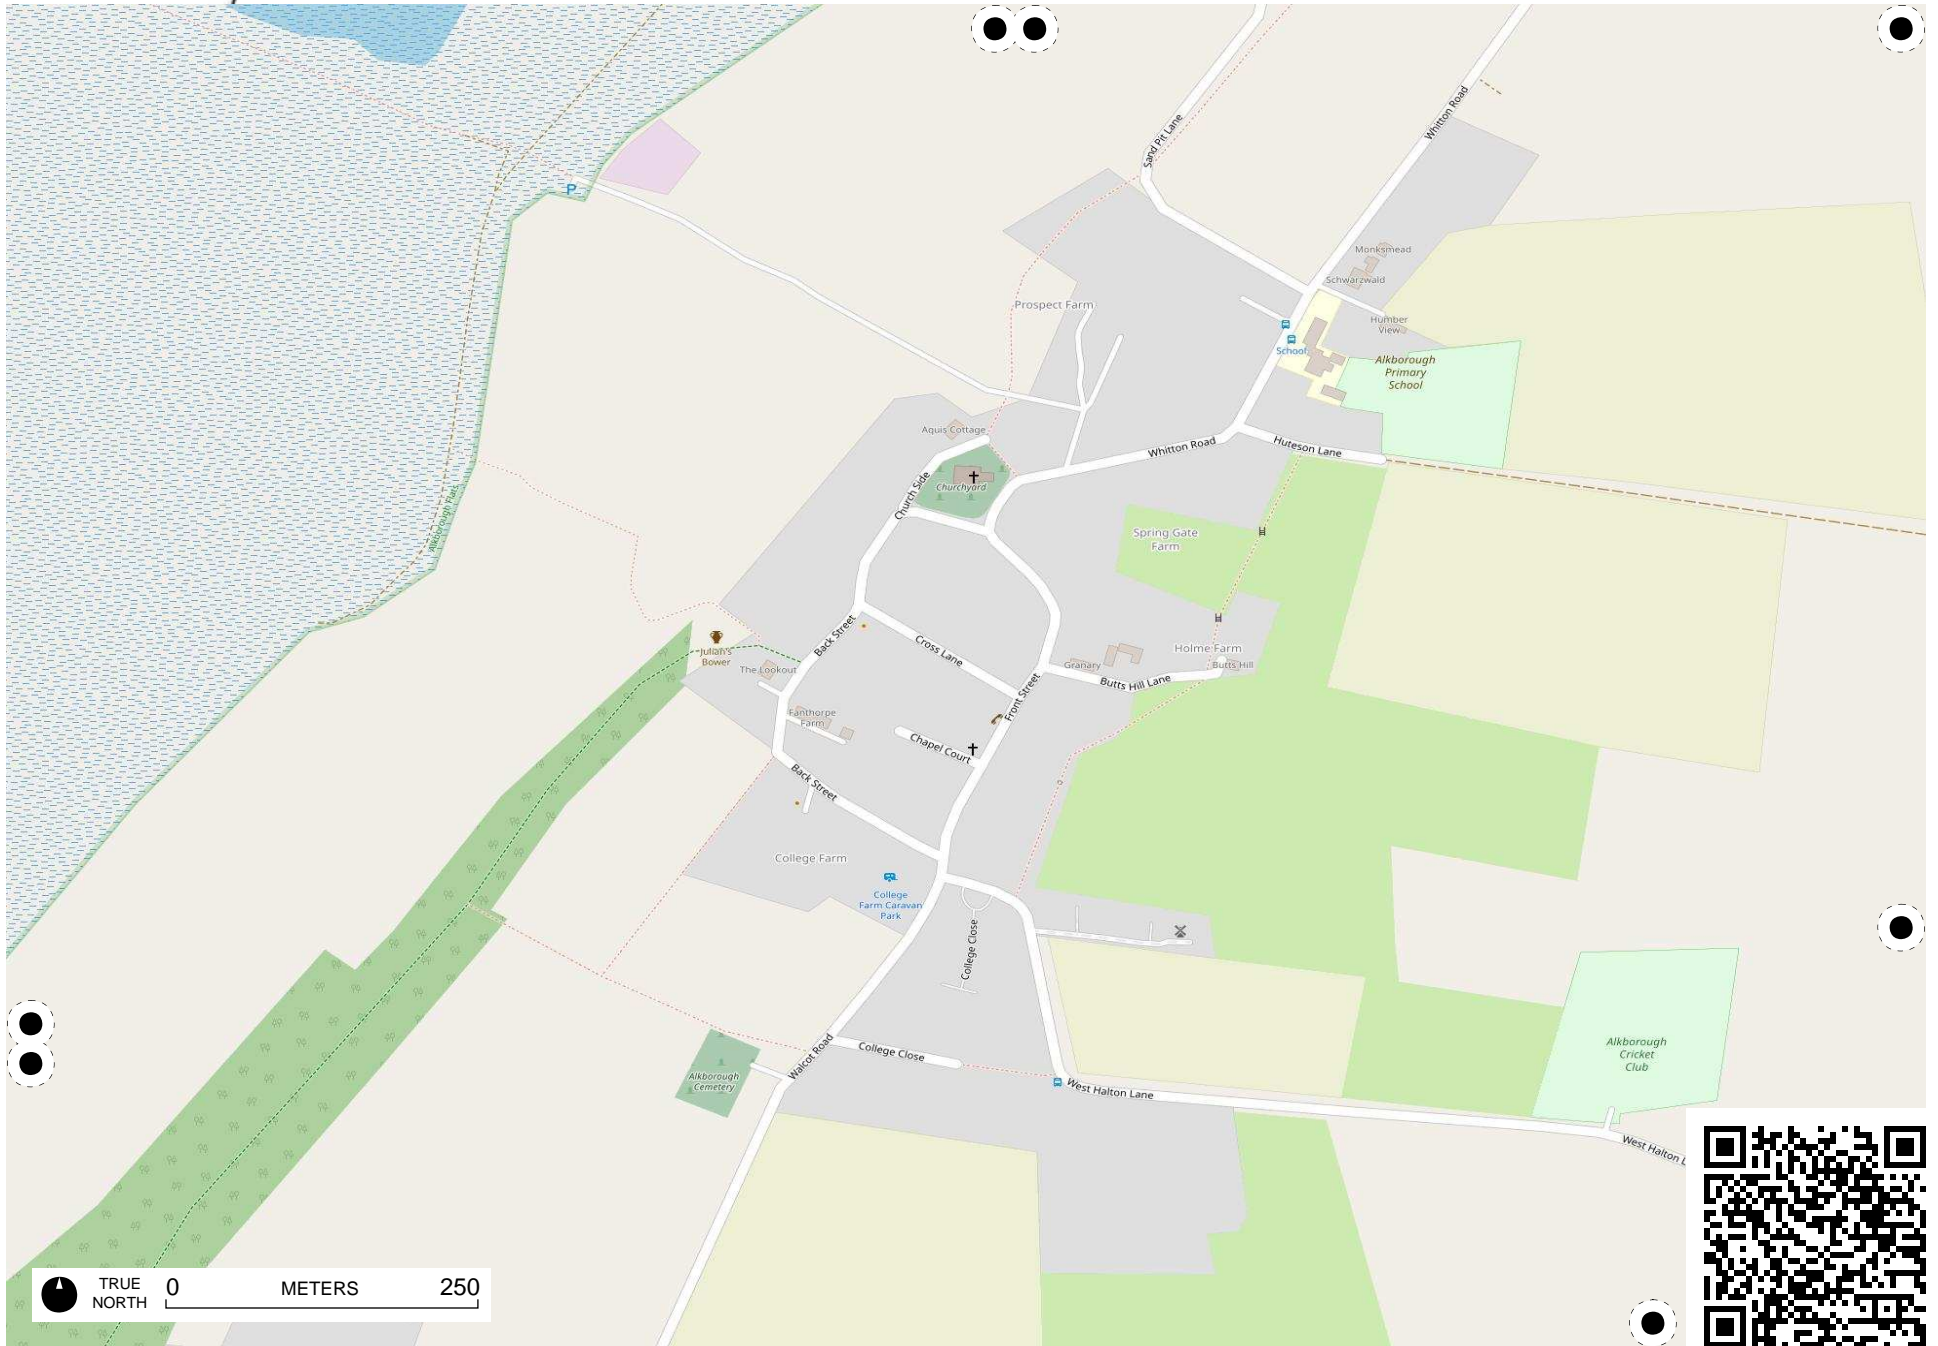 Sand Pit Lane
Whitton Road
P
Monksmead
Schwarzwald
Prospect Farm
Humber
View
School
Alkborough
Primary
School
Aquis Cottage
Whitton Road
Huteson Lane
Church Side
Churchyard
Alkborough Flats
Spring Gate
Farm
Back Street
Cross Lane
Julian's
Bower
The Lookout
Holme Farm
Granary
Butts Hill
Butts Hill Lane
Front Street
Fanthorpe
Farm
Chapel Court
Back Street
College Farm
College
Farm Caravan
Park
College Close
Walcot Road
College Close
Alkborough
Cemetery
West Halton Lane
Alkborough
Cricket
Club
West Halton L
TRUE
NORTH
0
METERS
250